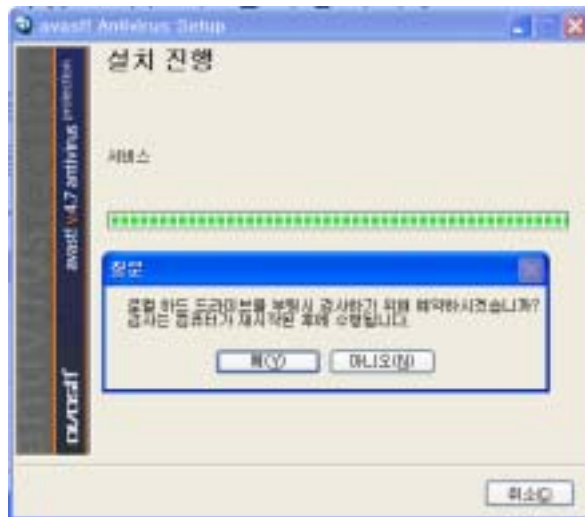 avast! Antivirus Setup
설치 진행
서비스
avast! v4.7 antivirus protection
avast!
질문
로컬 하드 드라이브를 부팅시 검사하기 위해 예약하시겠습니까?
검사는 컴퓨터가 재시작된 후에 수행됩니다.
예(Y)
아니오(N)
취소(C)